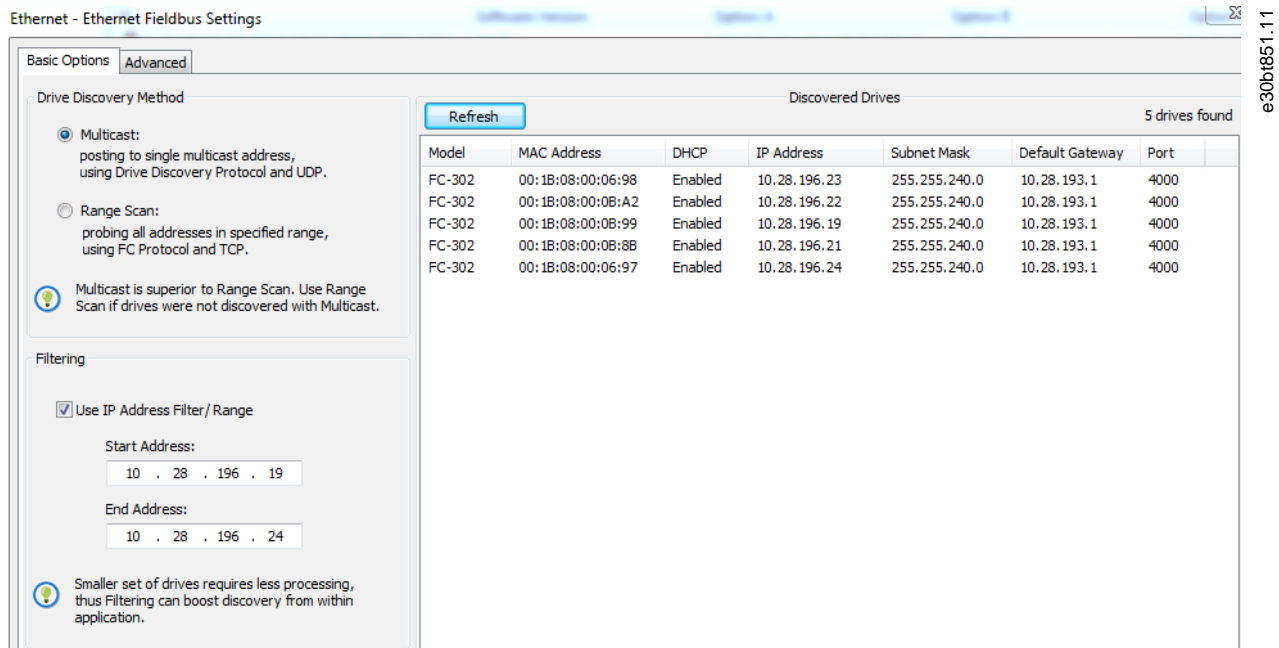 Ethernet - Ethernet Fieldbus Settings
Basic Options Advanced
Drive Discovery Method
Multicast:
posting to single multicast address,
using Drive Discovery Protocol and UDP.
Range Scan:
probing all addresses in specified range,
using FC Protocol and TCP.
Multicast is superior to Range Scan. Use Range
Scan if drives were not discovered with Multicast.
Filtering
Use IP Address Filter/Range
Start Address:
10 . 28 . 196 . 19
End Address:
10 . 28 . 196 . 24
Smaller set of drives requires less processing,
thus Filtering can boost discovery from within
application.
Discovered Drives
Refresh
5 drives found
Model MAC Address DHCP IP Address Subnet Mask Default Gateway Port
FC-302 00:1B:08:00:06:98 Enabled 10.28.196.23 255.255.240.0 10.28.193.1 4000
FC-302 00:1B:08:00:0B:A2 Enabled 10.28.196.22 255.255.240.0 10.28.193.1 4000
FC-302 00:1B:08:00:0B:99 Enabled 10.28.196.19 255.255.240.0 10.28.193.1 4000
FC-302 00:1B:08:00:0B:8B Enabled 10.28.196.21 255.255.240.0 10.28.193.1 4000
FC-302 00:1B:08:00:06:97 Enabled 10.28.196.24 255.255.240.0 10.28.193.1 4000
e30bt851.11